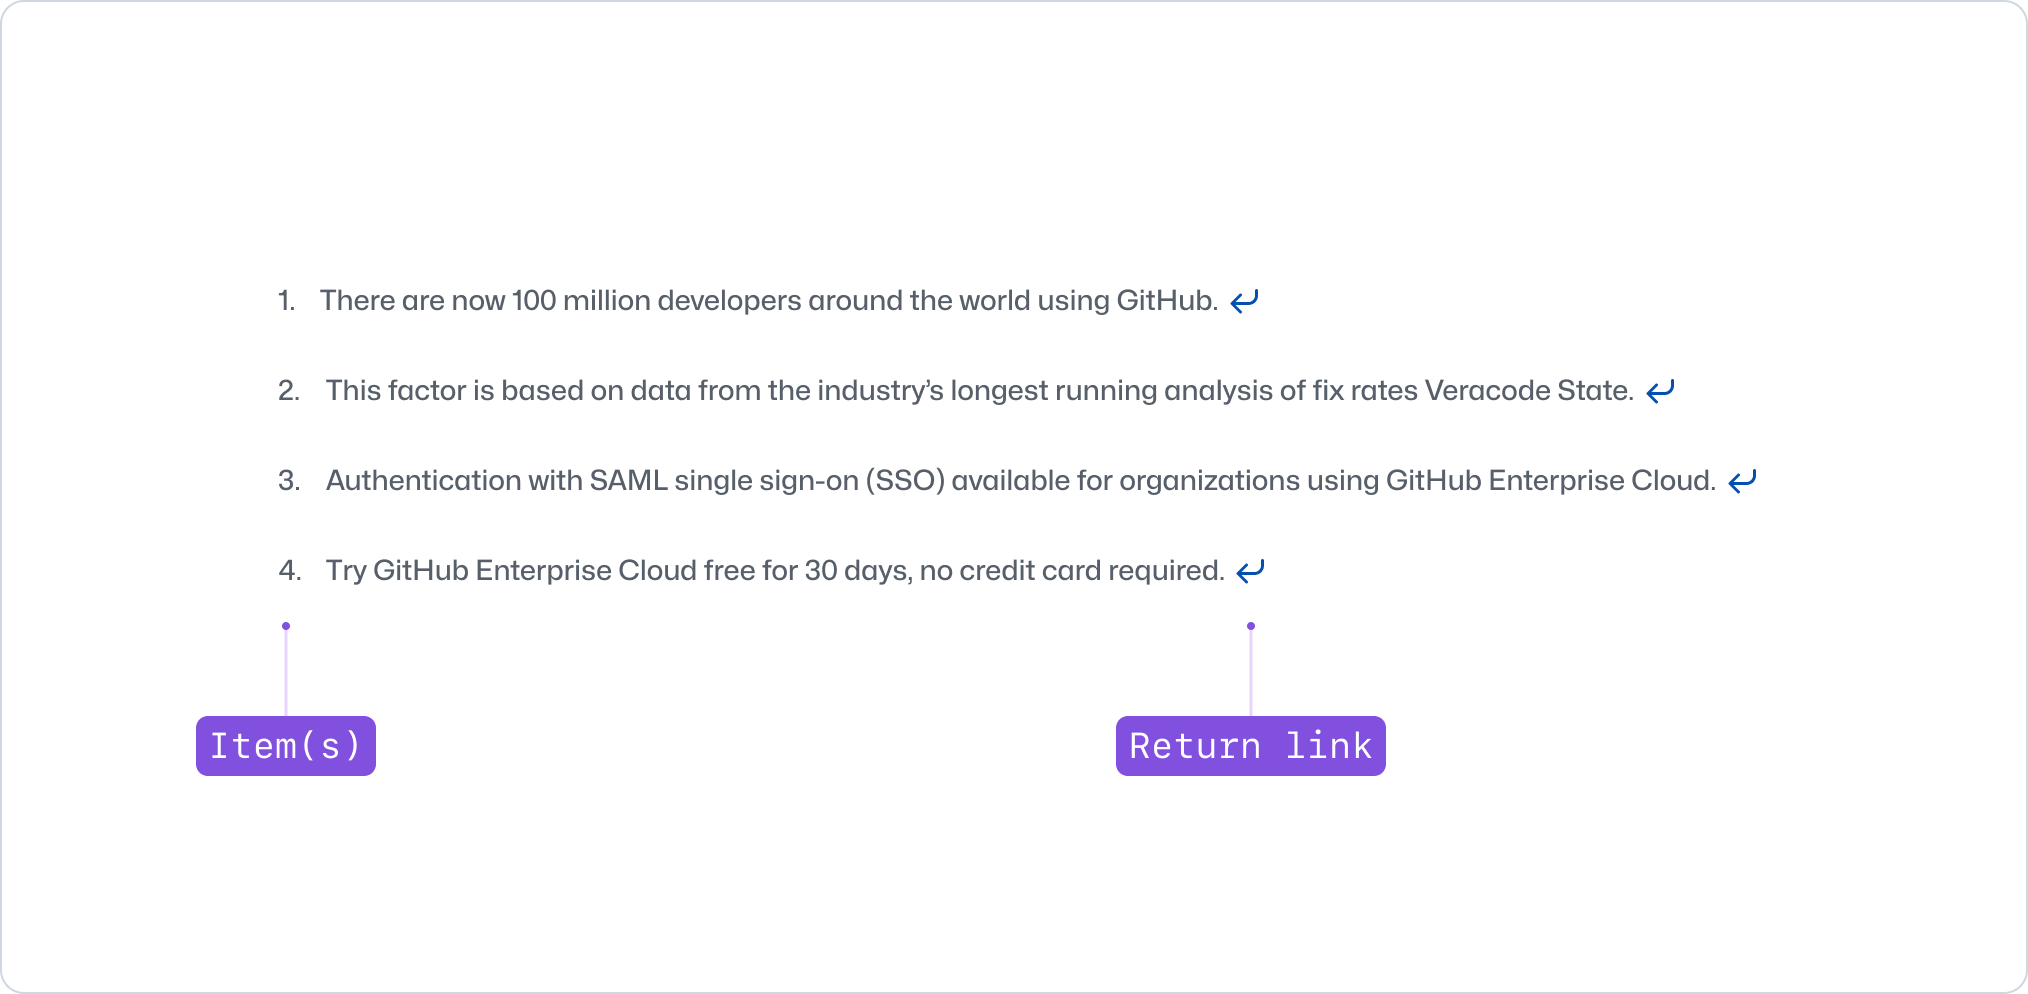 1. There are now 100 million developers around the world using GitHub.
2. This factor is based on data from the industry’s longest running analysis of fix rates Veracode State.
3. Authentication with SAML single sign-on (SSO) available for organizations using GitHub Enterprise Cloud.
4. Try GitHub Enterprise Cloud free for 30 days, no credit card required.
Item(s)
Return link